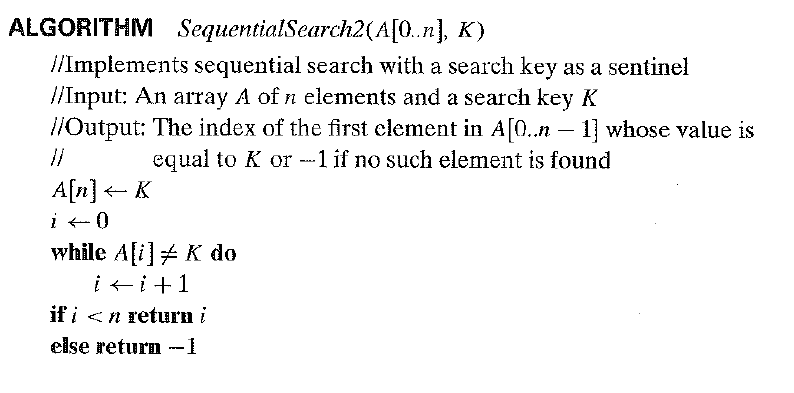 ALGORITHM SequentialSearch2(A[0..n], K)
//Implements sequential search with a search key as a sentinel
//Input: An array A of n elements and a search key K
//Output: The index of the first element in A[0..n − 1] whose value is
// equal to K or −1 if no such element is found
A[n] ← K
i ← 0
while A[i] ≠ K do
i ← i + 1
if i < n return i
else return −1